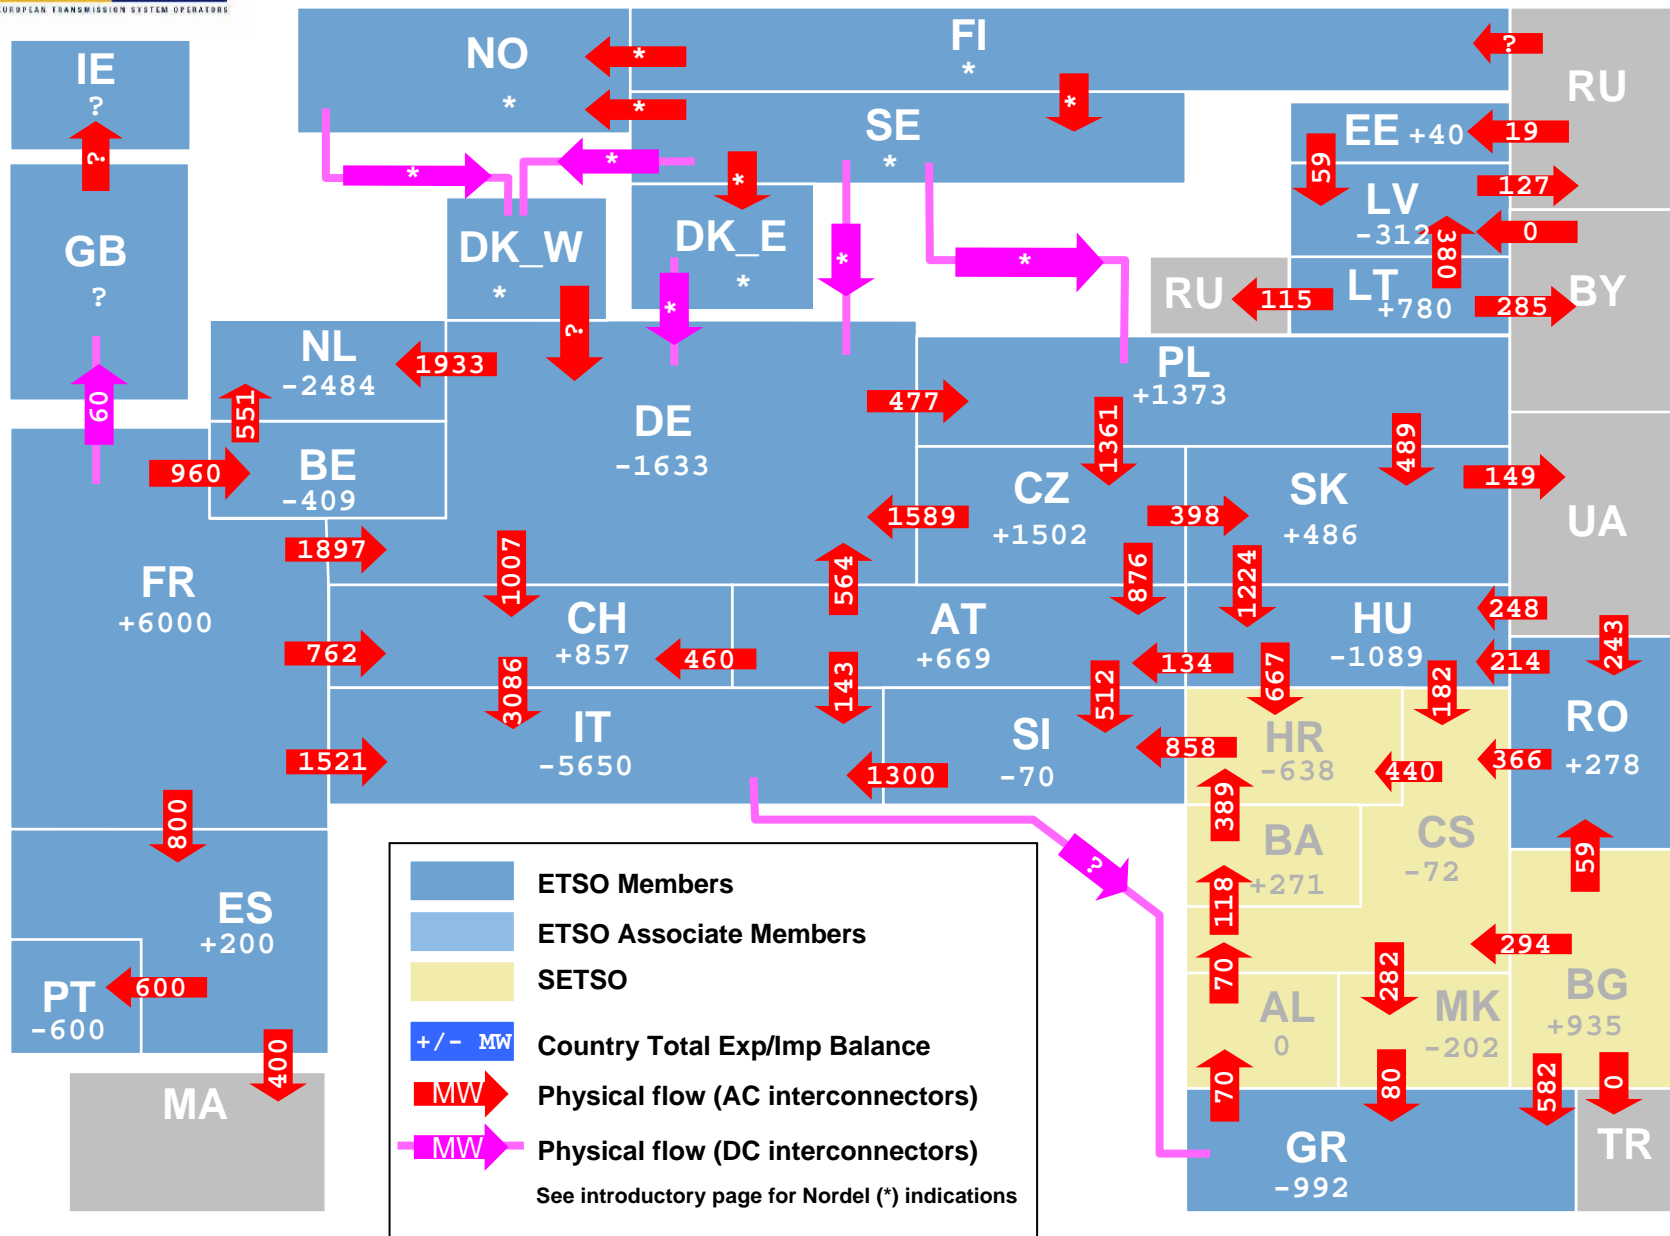 EUROPEAN TRANSMISSION SYSTEM OPERATORS
IE
?
?
GB
?
60
NO
*
*
*
FI
*
*
?
RU
SE
*
*
*
*
DK_W
*
?
DK_E
*
*
*
*
EE +40
19
59
LV
-312
127
0
380
BY
RU
115
LT
+780
285
NL
-2484
1933
551
BE
-409
960
DE
-1633
477
PL
+1373
1361
489
CZ
+1502
1589
398
SK
+486
149
UA
FR
+6000
1897
762
1521
1007
564
876
1224
CH
+857
460
AT
+669
134
HU
-1089
248
214
243
3086
143
512
667
182
IT
-5650
1300
SI
-70
858
HR
-638
440
366
RO
+278
389
BA
+271
CS
-72
59
118
70
282
294
800
ES
+200
PT
-600
600
400
MA
AL
0
MK
-202
BG
+935
70
80
582
0
GR
-992
TR
?
ETSO Members
ETSO Associate Members
SETSO
+/- MW Country Total Exp/Imp Balance
MW Physical flow (AC interconnectors)
MW Physical flow (DC interconnectors)
See introductory page for Nordel (*) indications